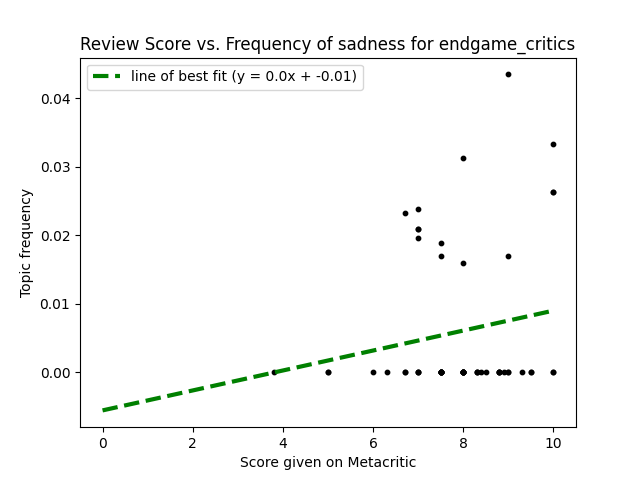 Review Score vs. Frequency of sadness for endgame_critics
line of best fit (y = 0.0x + -0.01)
0.04
0.03
0.02
0.01
0.00
Topic frequency
0 2 4 6 8 10
Score given on Metacritic